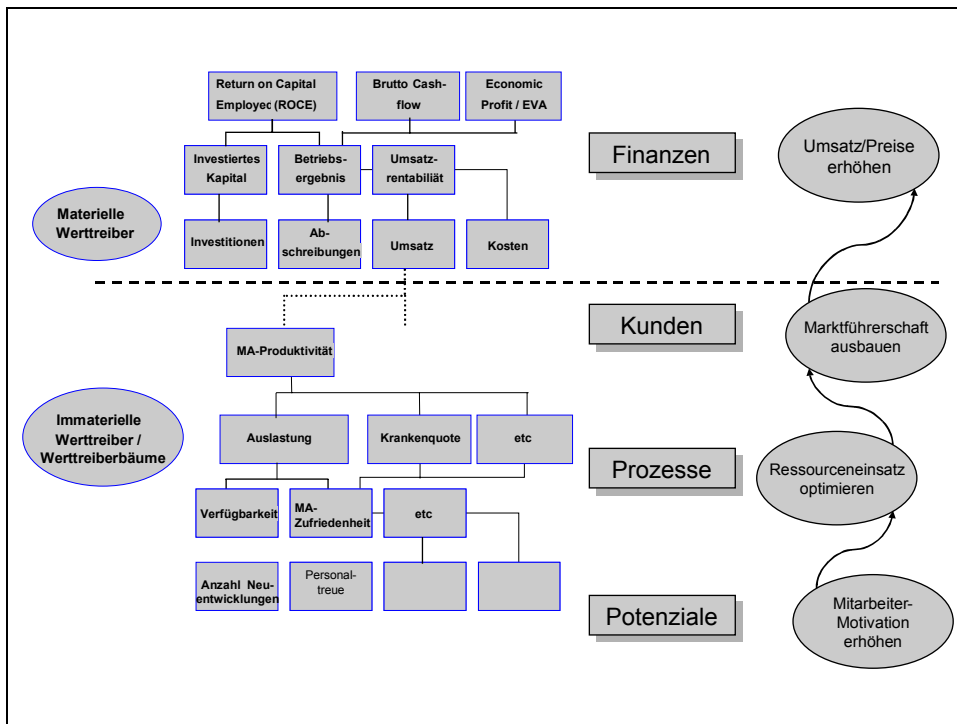 Return on Capital
Employed (ROCE)
Brutto Cash-
flow
Economic
Profit / EVA
Finanzen
Umsatz/Preise
erhöhen
Investiertes
Kapital
Betriebs-
ergebnis
Umsatz-
rentabiliät
Materielle
Werttreiber
Investitionen
Ab-
schreibungen
Umsatz
Kosten
Kunden
Marktführerschaft
ausbauen
MA-Produktivität
Immaterielle
Werttreiber /
Werttreiberbäume
Auslastung
Krankenquote
etc
Prozesse
Ressourceneinsatz
optimieren
Verfügbarkeit
MA-
Zufriedenheit
etc
Anzahl Neu-
entwicklungen
Personal-
treue
Potenziale
Mitarbeiter-
Motivation
erhöhen